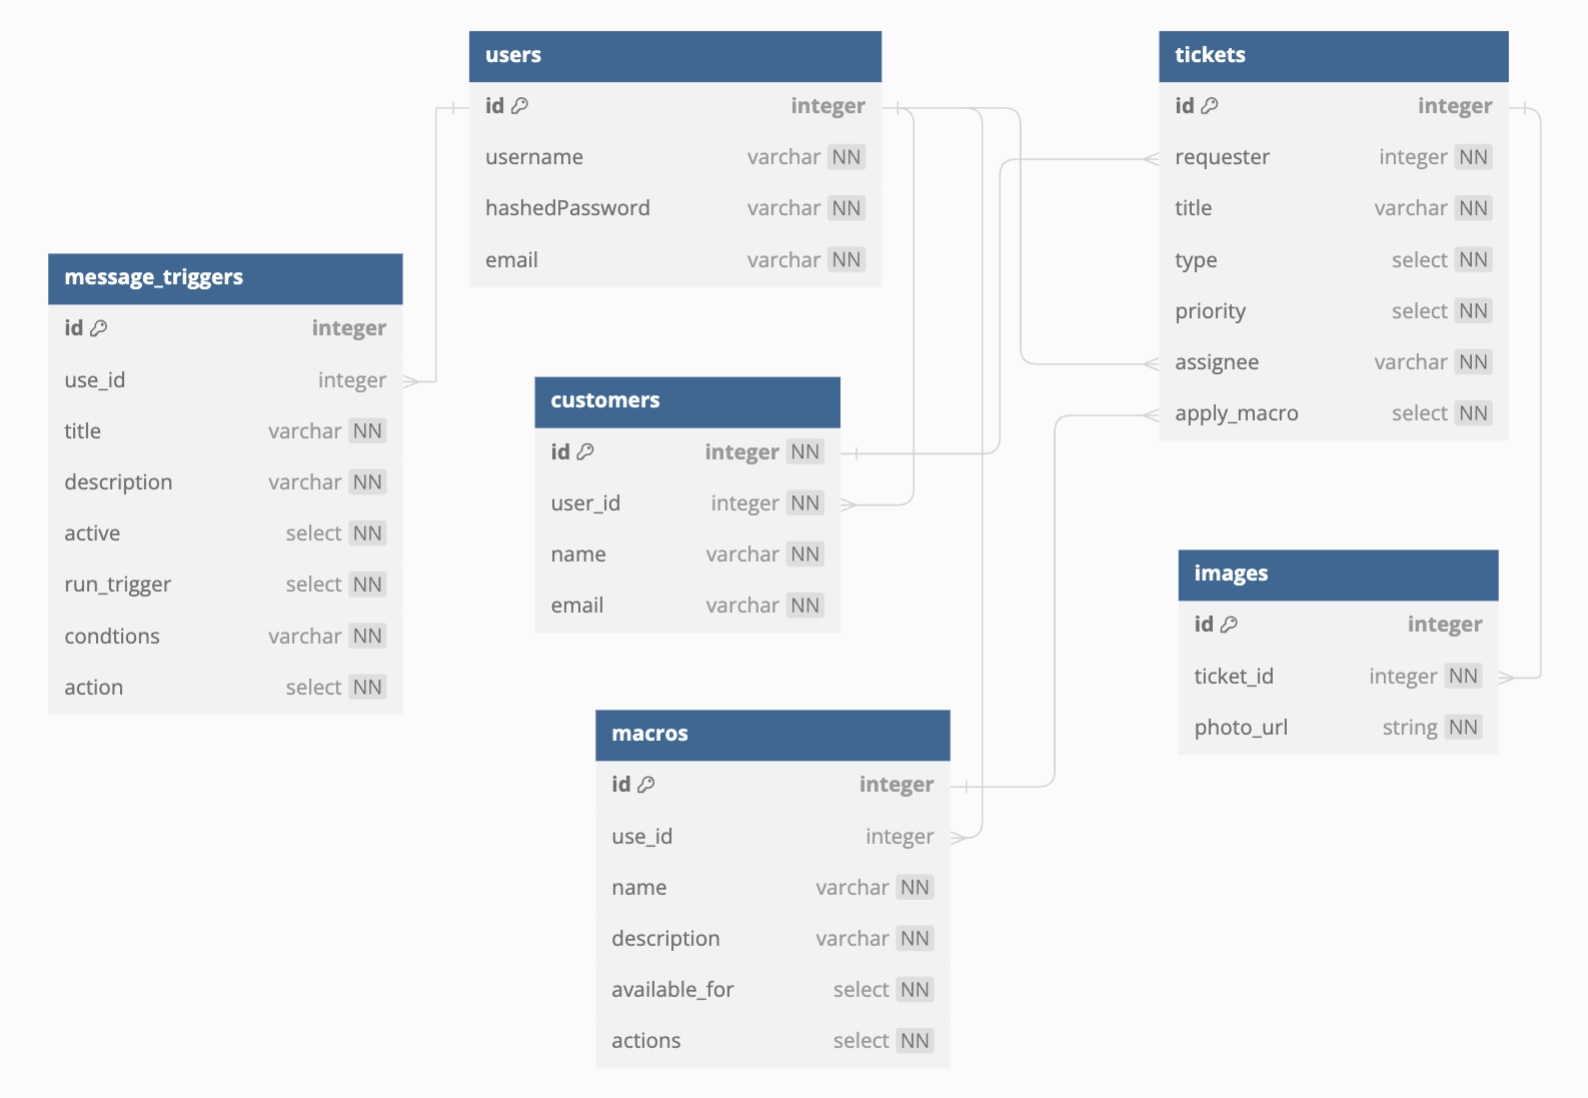 users
id integer
username varchar NN
hashedPassword varchar NN
email varchar NN
tickets
id integer
requester integer NN
title varchar NN
type select NN
priority select NN
assignee varchar NN
apply_macro select NN
message_triggers
id integer
use_id integer
title varchar NN
description varchar NN
active select NN
run_trigger select NN
condtions varchar NN
action select NN
customers
id integer NN
user_id integer NN
name varchar NN
email varchar NN
images
id integer
ticket_id integer NN
photo_url string NN
macros
id integer
use_id integer
name varchar NN
description varchar NN
available_for select NN
actions select NN